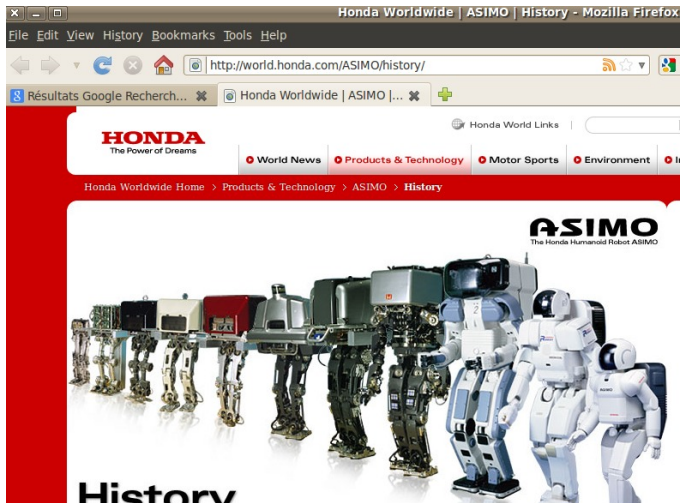 Honda Worldwide | ASIMO | History - Mozilla Firefox
File Edit View History Bookmarks Tools Help
http://world.honda.com/ASIMO/history/
Résultats Google Recherch...
Honda Worldwide | ASIMO |...
Honda World Links
HONDA
The Power of Dreams
World News
Products & Technology
Motor Sports
Environment
Honda Worldwide Home > Products & Technology > ASIMO > History
ASIMO
The Honda Humanoid Robot ASIMO
History